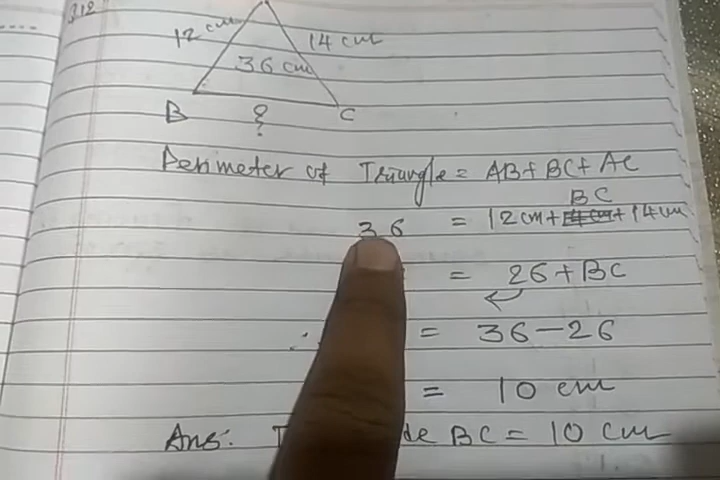 12 cm 14 cm
36 cm
B ? C
Perimeter of Triangle = AB + BC + AC
BC
36 = 12 cm + + 14 cm
= 26 + BC
∴ = 36 - 26
= 10 cm
Ans: BC = 10 cm